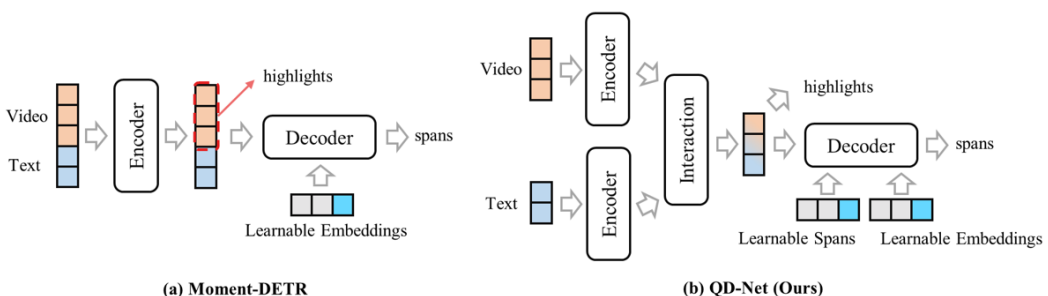 highlights
Video
Text
Encoder
Decoder
spans
Learnable Embeddings
(a) Moment-DETR
Video
Encoder
Text
Encoder
Interaction
highlights
Decoder
spans
Learnable Spans
Learnable Embeddings
(b) QD-Net (Ours)